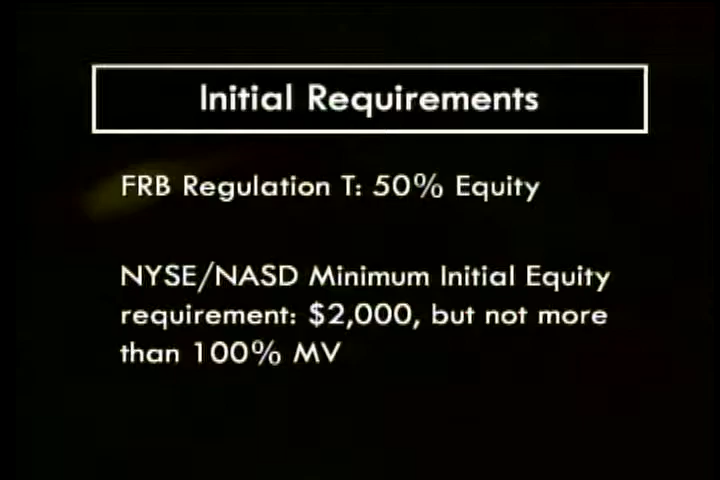 Initial Requirements
FRB Regulation T: 50% Equity
NYSE/NASD Minimum Initial Equity
requirement: $2,000, but not more
than 100% MV